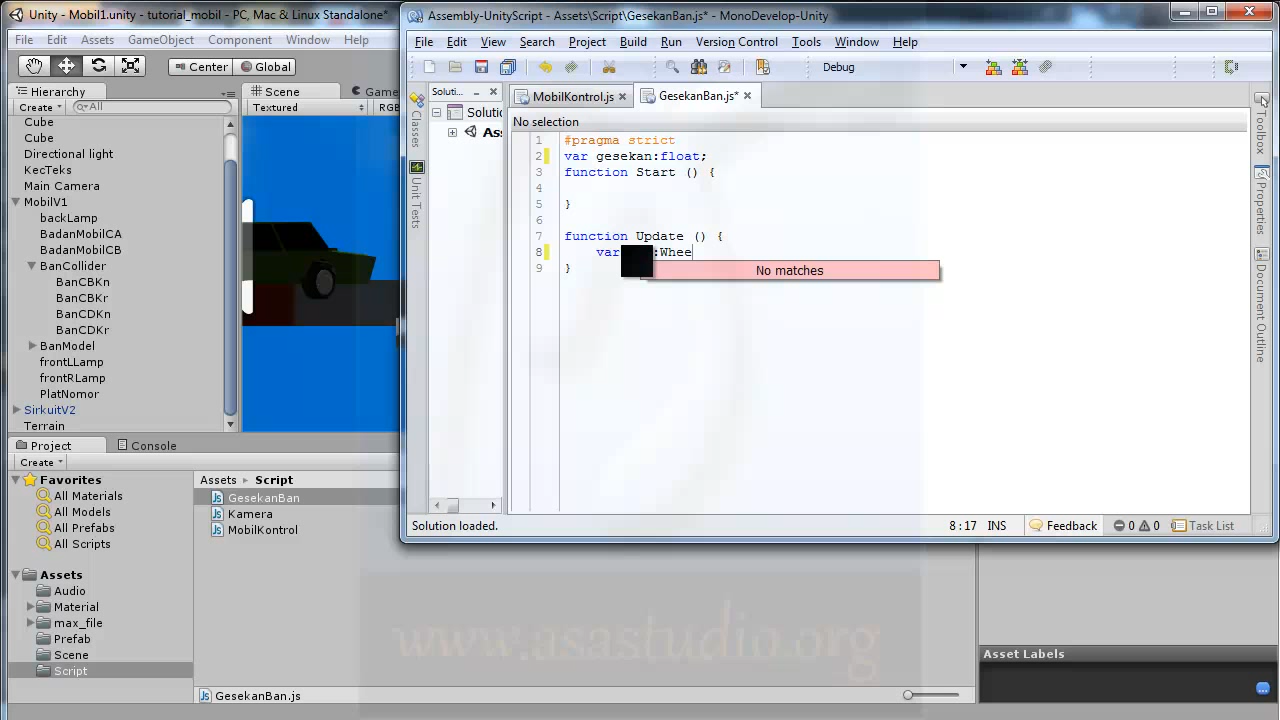 Unity - Mobil1.unity - tutorial_mobil - PC, Mac & Linux Standalone*
File Edit Assets GameObject Component Window Help
Center Global
Hierarchy
Create All
Cube
Cube
Directional light
KecTeks
Main Camera
MobilV1
backLamp
BadanMobilCA
BadanMobilCB
BanCollider
BanCBKn
BanCBKr
BanCDKn
BanCDKr
BanModel
frontLLamp
frontRLamp
PlatNomor
SirkuitV2
Terrain
Scene Game
Textured RGB
Assembly-UnityScript - Assets\Script\GesekanBan.js* - MonoDevelop-Unity
File Edit View Search Project Build Run Version Control Tools Window Help
Debug
Classes
Unit Tests
Soluti...
Solutio
Ass
MobilKontrol.js
GesekanBan.js*
No selection
1 #pragma strict
2 var gesekan:float;
3 function Start () {
4
5 }
6
7 function Update () {
8 var :Whee
9 }
No matches
Toolbox
Properties
Document Outline
Solution loaded.
8:17 INS
Feedback
0 0
Task List
Project Console
Create
Favorites
All Materials
All Models
All Prefabs
All Scripts
Assets
Audio
Material
max_file
Prefab
Scene
Script
Assets Script
GesekanBan
Kamera
MobilKontrol
GesekanBan.js
www.asastudio.org
Asset Labels